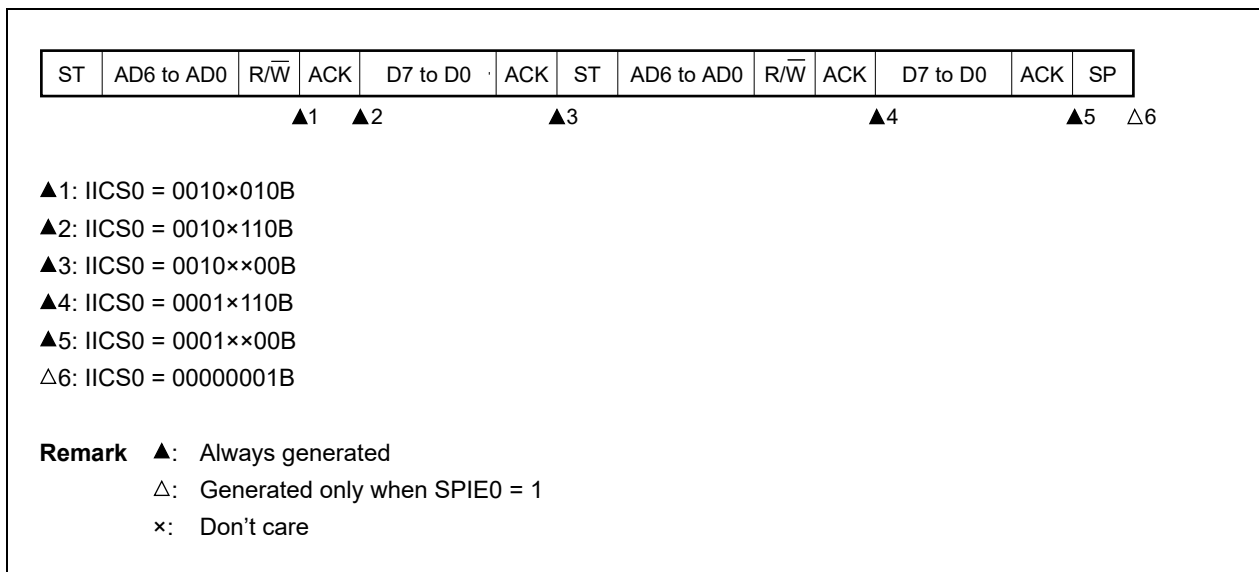 ST AD6 to AD0 R/W̅ ACK D7 to D0 ACK ST AD6 to AD0 R/W̅ ACK D7 to D0 ACK SP
▲1 ▲2 ▲3 ▲4 ▲5 △6
▲1: IICS0 = 0010×010B
▲2: IICS0 = 0010×110B
▲3: IICS0 = 0010××00B
▲4: IICS0 = 0001×110B
▲5: IICS0 = 0001××00B
△6: IICS0 = 00000001B
Remark ▲: Always generated
△: Generated only when SPIE0 = 1
×: Don't care